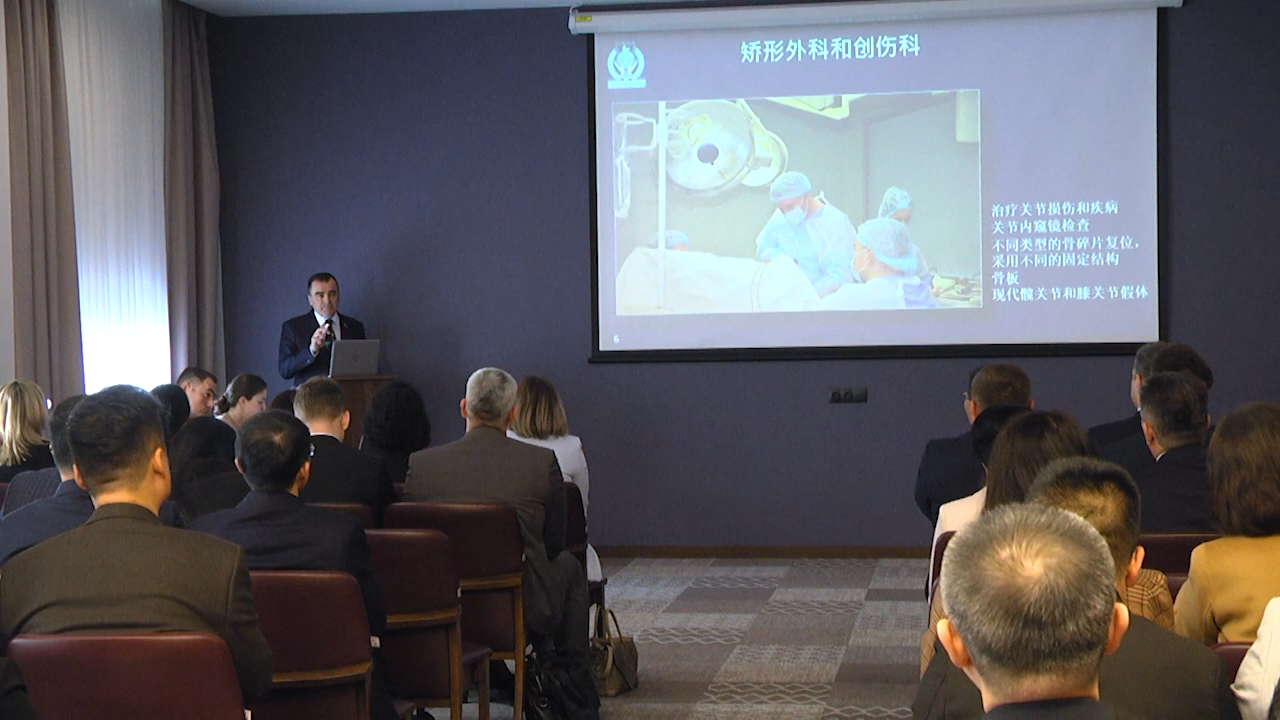 矫形外科和创伤科
治疗关节损伤和疾病
关节内窥镜检查
不同类型的骨碎片复位，
采用不同的固定结构
骨板
现代髋关节和膝关节假体
6